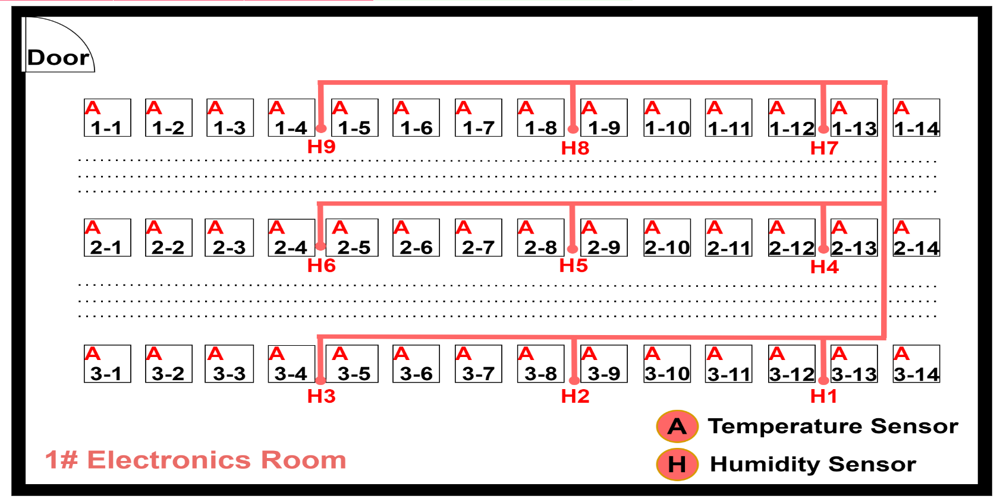 Door
A A A A A A A A A A A A A A
1-1 1-2 1-3 1-4 1-5 1-6 1-7 1-8 1-9 1-10 1-11 1-12 1-13 1-14
H9 H8 H7
A A A A A A A A A A A A A A
2-1 2-2 2-3 2-4 2-5 2-6 2-7 2-8 2-9 2-10 2-11 2-12 2-13 2-14
H6 H5 H4
A A A A A A A A A A A A A A
3-1 3-2 3-3 3-4 3-5 3-6 3-7 3-8 3-9 3-10 3-11 3-12 3-13 3-14
H3 H2 H1
A Temperature Sensor
1# Electronics Room
H Humidity Sensor